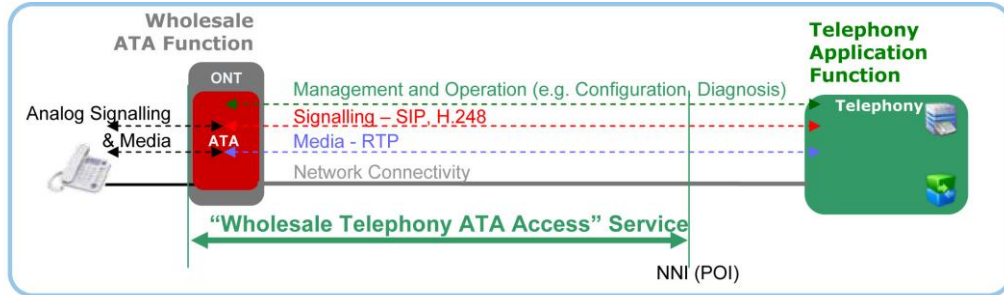 Wholesale
ATA Function
Telephony
Application
Function
ONT
Management and Operation (e.g. Configuration, Diagnosis)
Telephony
Analog Signalling
Signalling – SIP, H.248
& Media
ATA
Media - RTP
Network Connectivity
“Wholesale Telephony ATA Access” Service
NNI (POI)